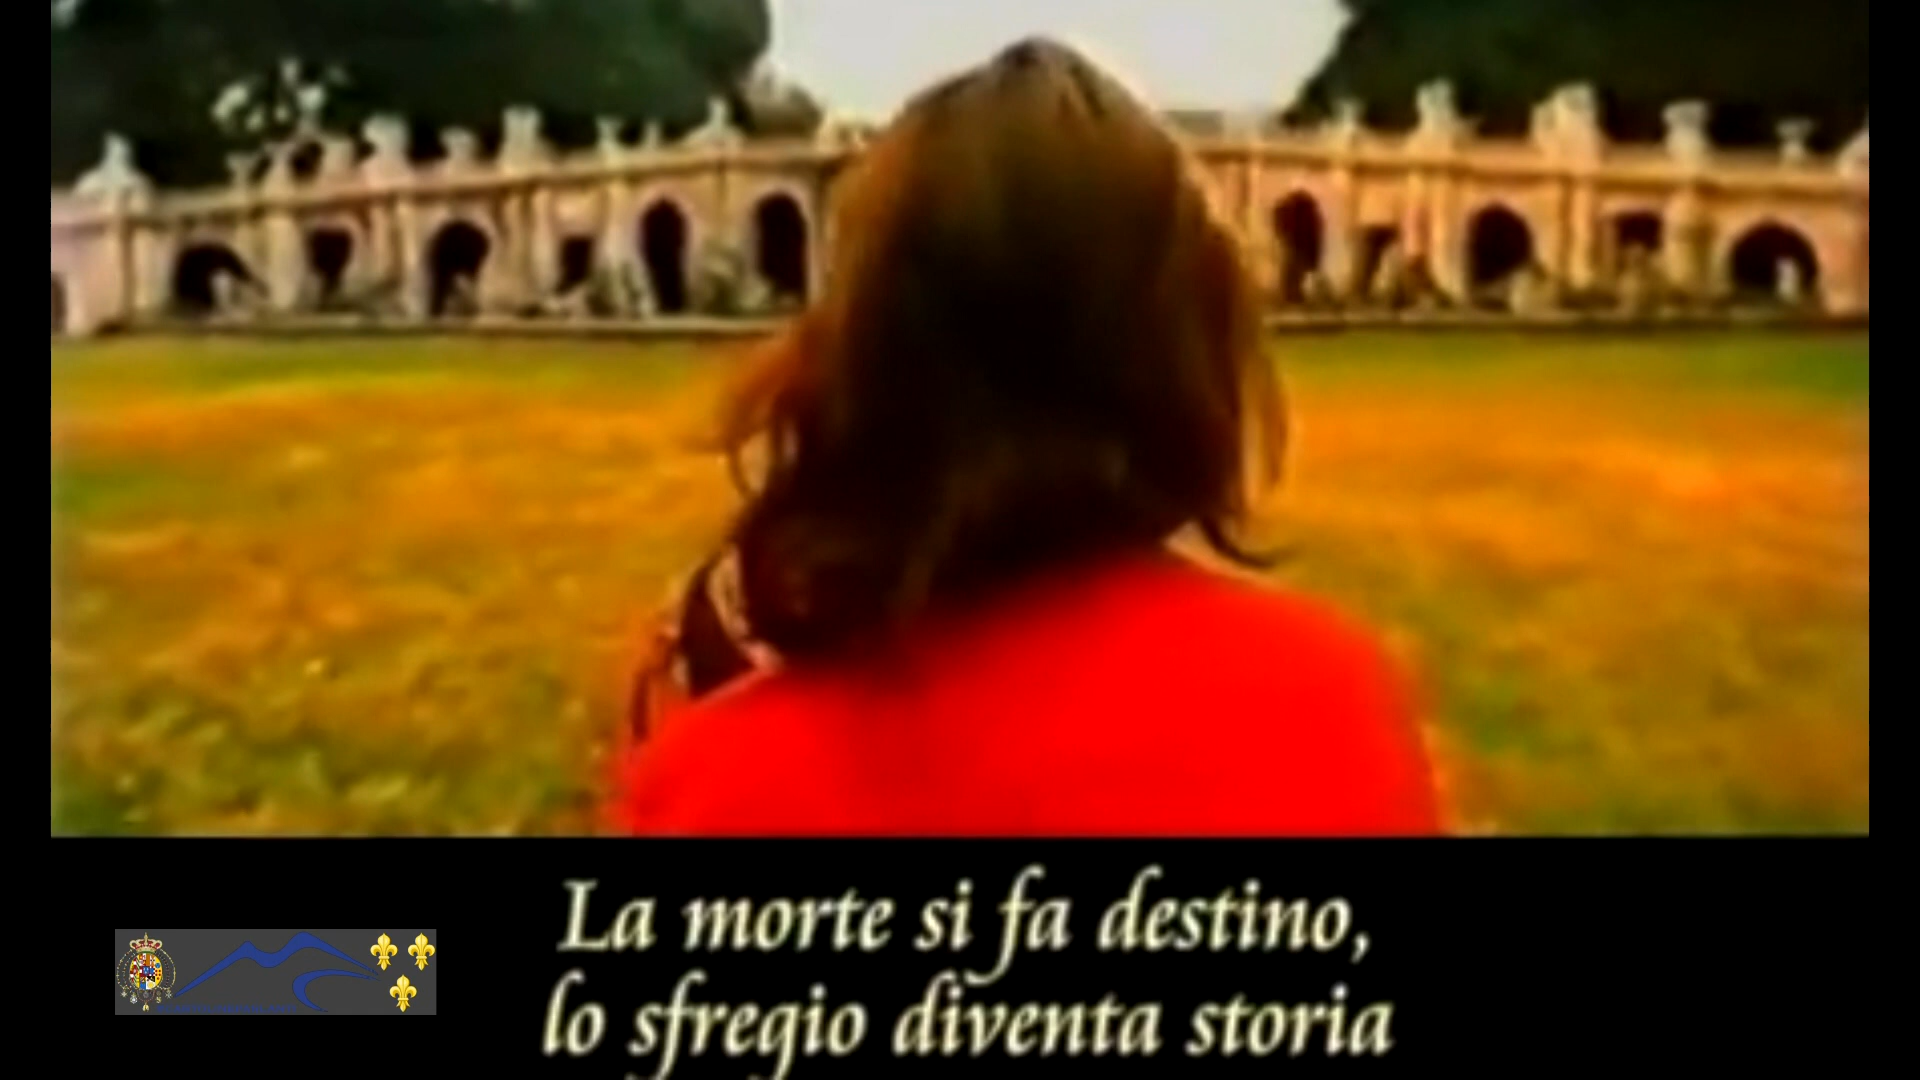 La morte si fa destino,
lo sfregio diventa storia